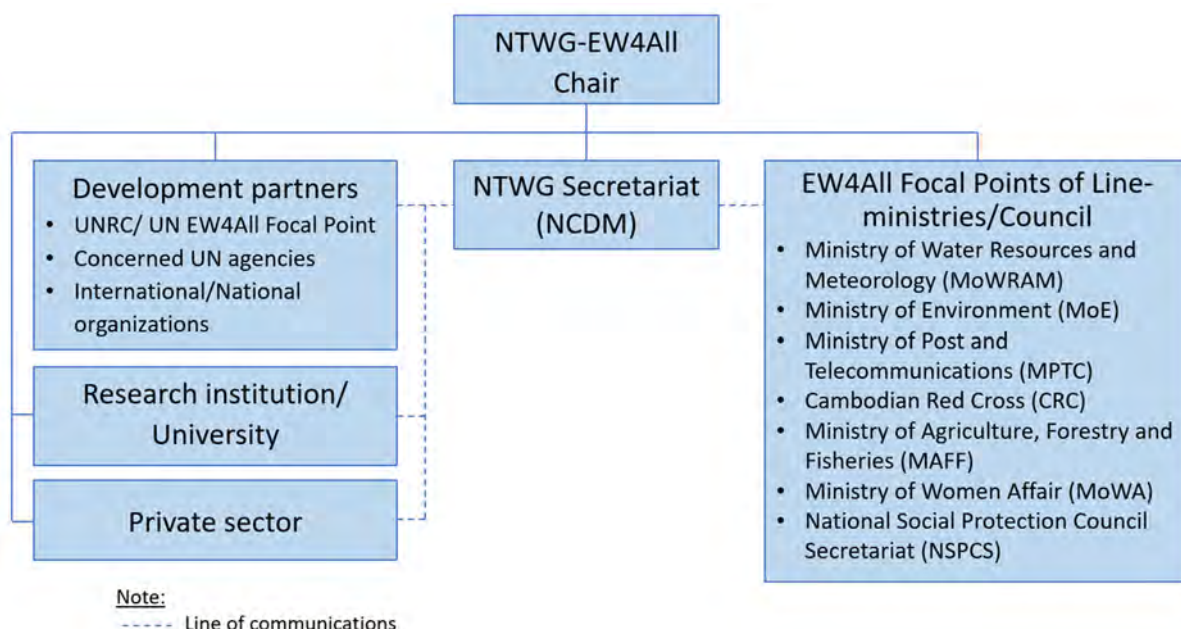 NTWG-EW4All
Chair
Development partners
• UNRC/ UN EW4All Focal Point
• Concerned UN agencies
• International/National
organizations
Research institution/
University
Private sector
NTWG Secretariat
(NCDM)
EW4All Focal Points of Line-
ministries/Council
• Ministry of Water Resources and
Meteorology (MoWRAM)
• Ministry of Environment (MoE)
• Ministry of Post and
Telecommunications (MPTC)
• Cambodian Red Cross (CRC)
• Ministry of Agriculture, Forestry and
Fisheries (MAFF)
• Ministry of Women Affair (MoWA)
• National Social Protection Council
Secretariat (NSPCS)
Note:
Line of communications